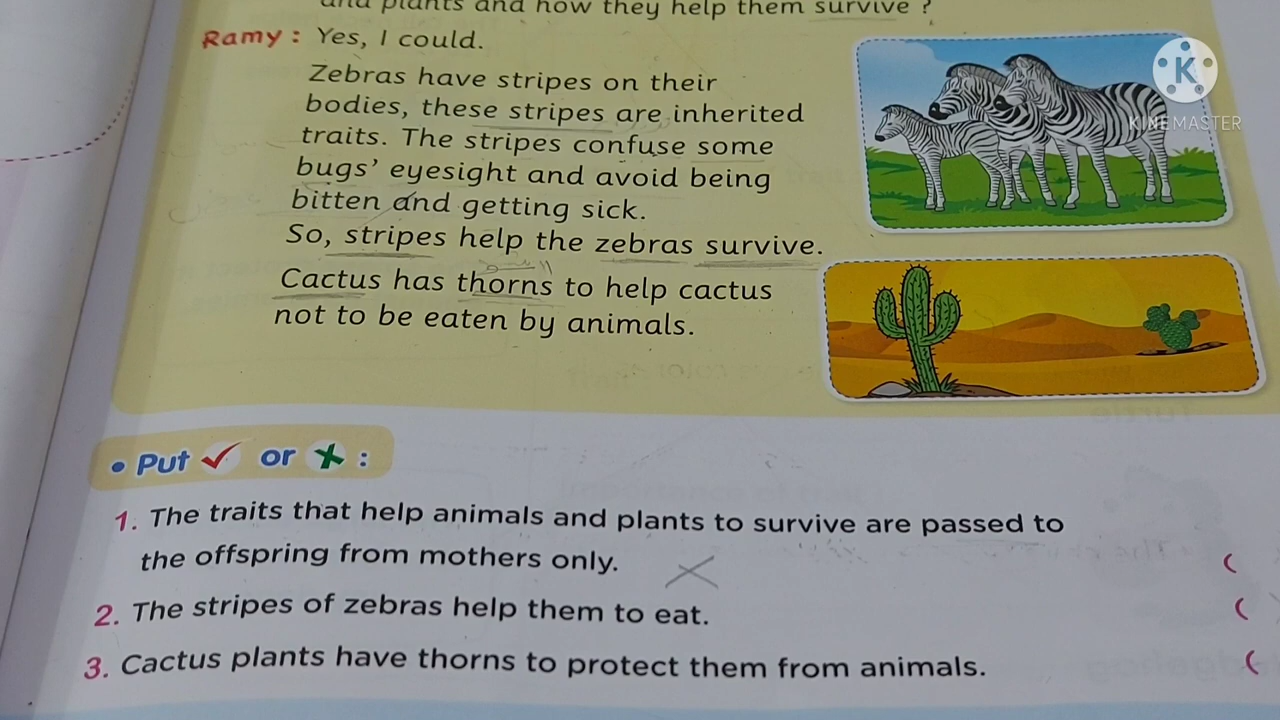 and plants and how they help them survive ?
Ramy : Yes, I could.
Zebras have stripes on their
bodies, these stripes are inherited
traits. The stripes confuse some
bugs' eyesight and avoid being
bitten and getting sick.
So, stripes help the zebras survive.
Cactus has thorns to help cactus
not to be eaten by animals.
K
KINEMASTER
• Put ✓ or ✗ :
1. The traits that help animals and plants to survive are passed to
the offspring from mothers only. (
2. The stripes of zebras help them to eat. (
3. Cactus plants have thorns to protect them from animals. (